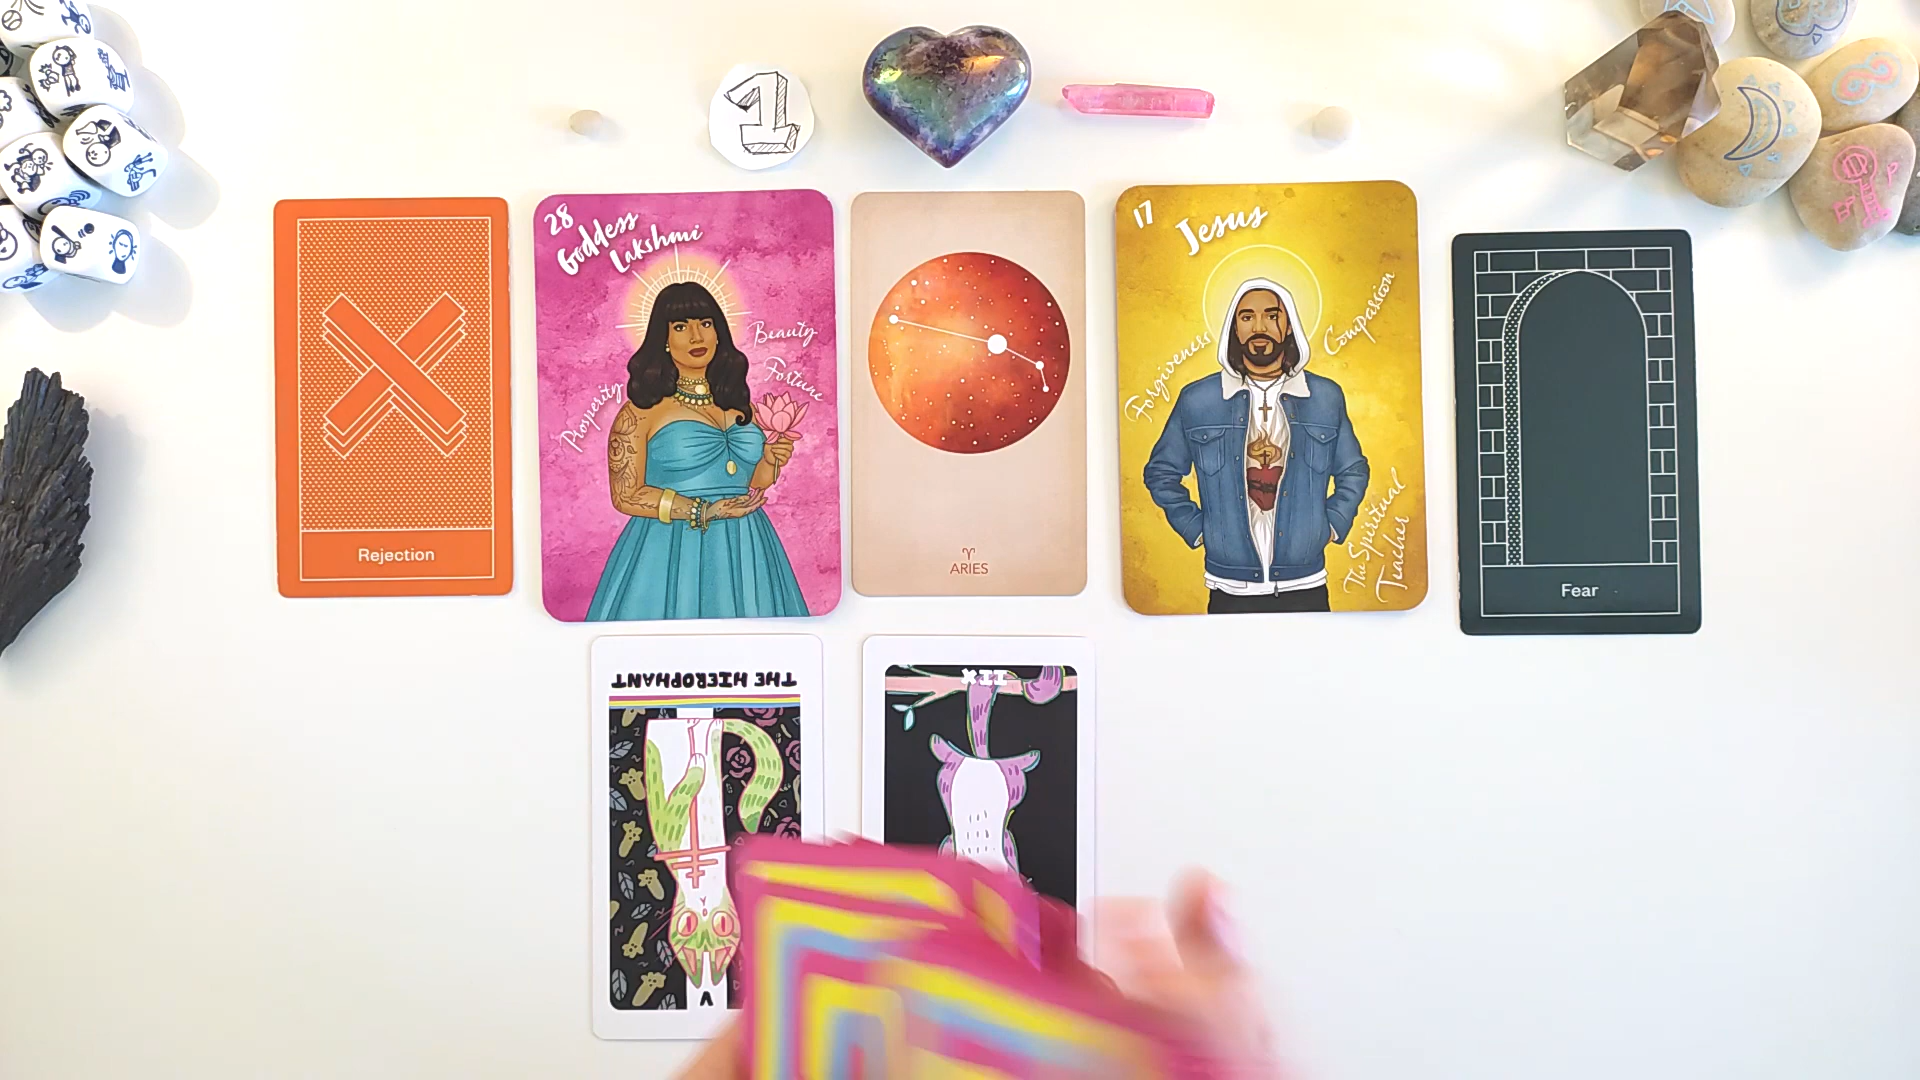 1
Rejection
28
Goddess
Lakshmi
Beauty
Fortune
Prosperity
ARIES
17
Jesus
Forgiveness
Compassion
The Spiritual
Teacher
Fear
THE HIEROPHANT
V
XII